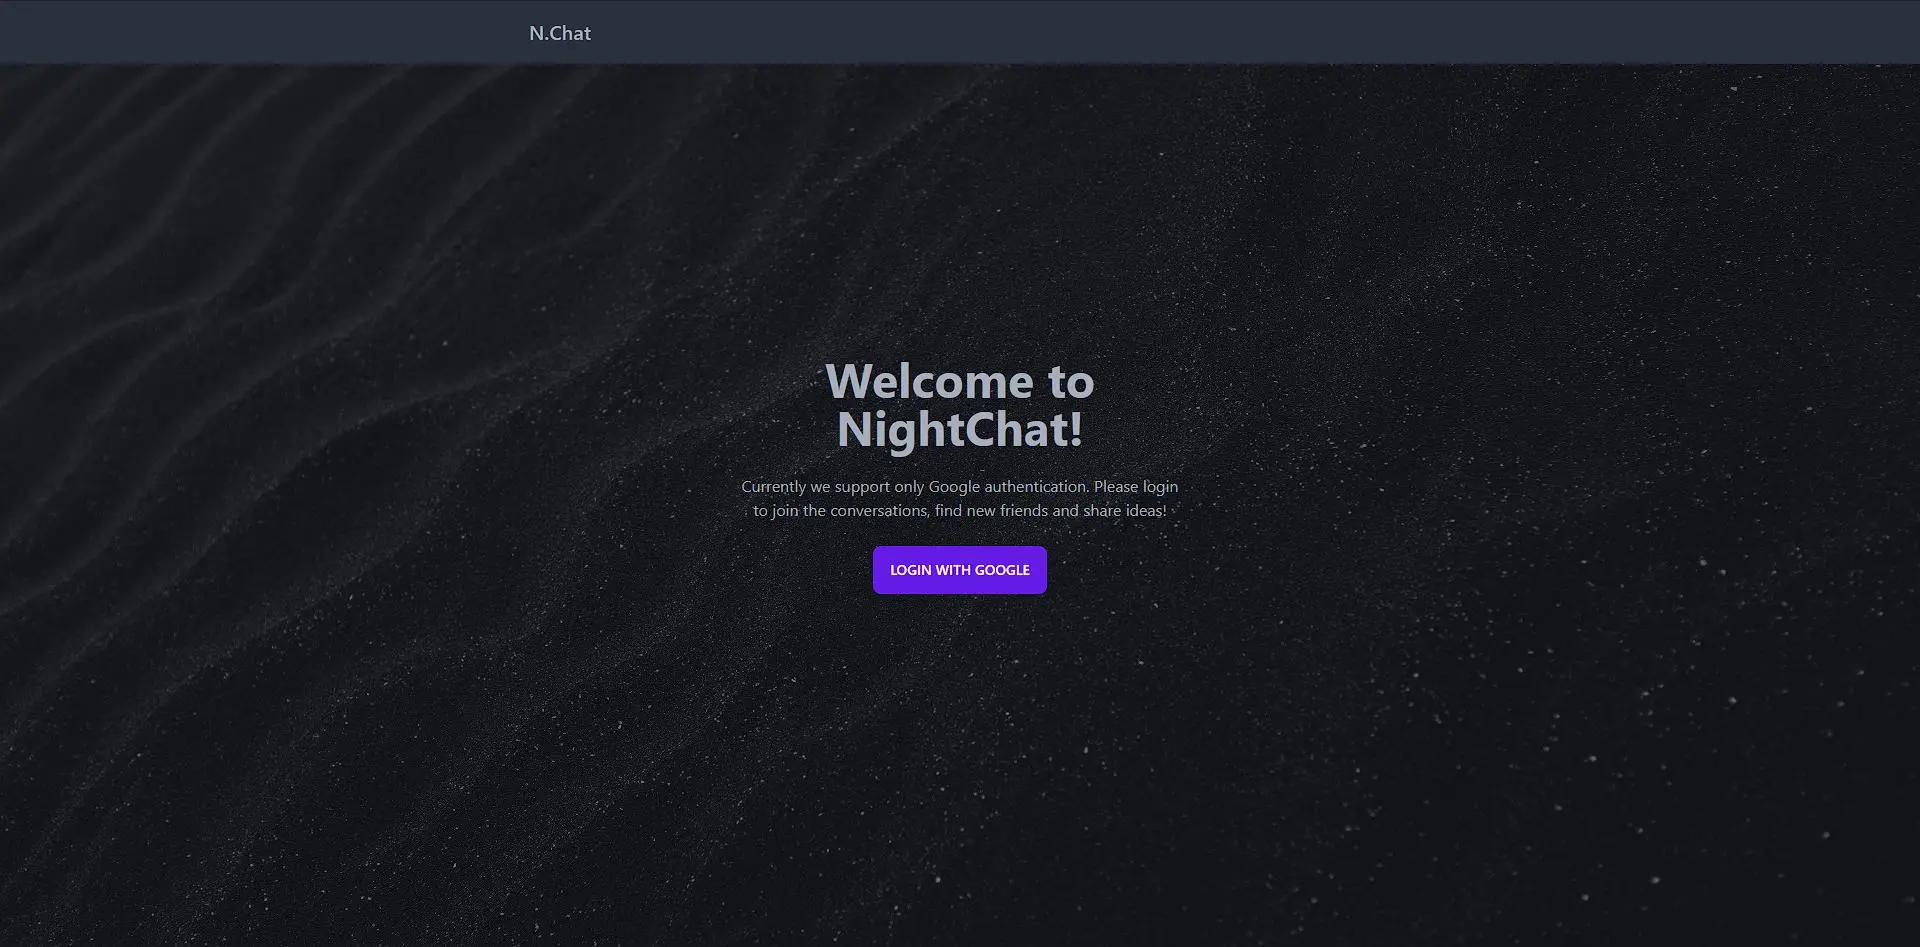 N.Chat
Welcome to
NightChat!
Currently we support only Google authentication. Please login
to join the conversations, find new friends and share ideas!
LOGIN WITH GOOGLE